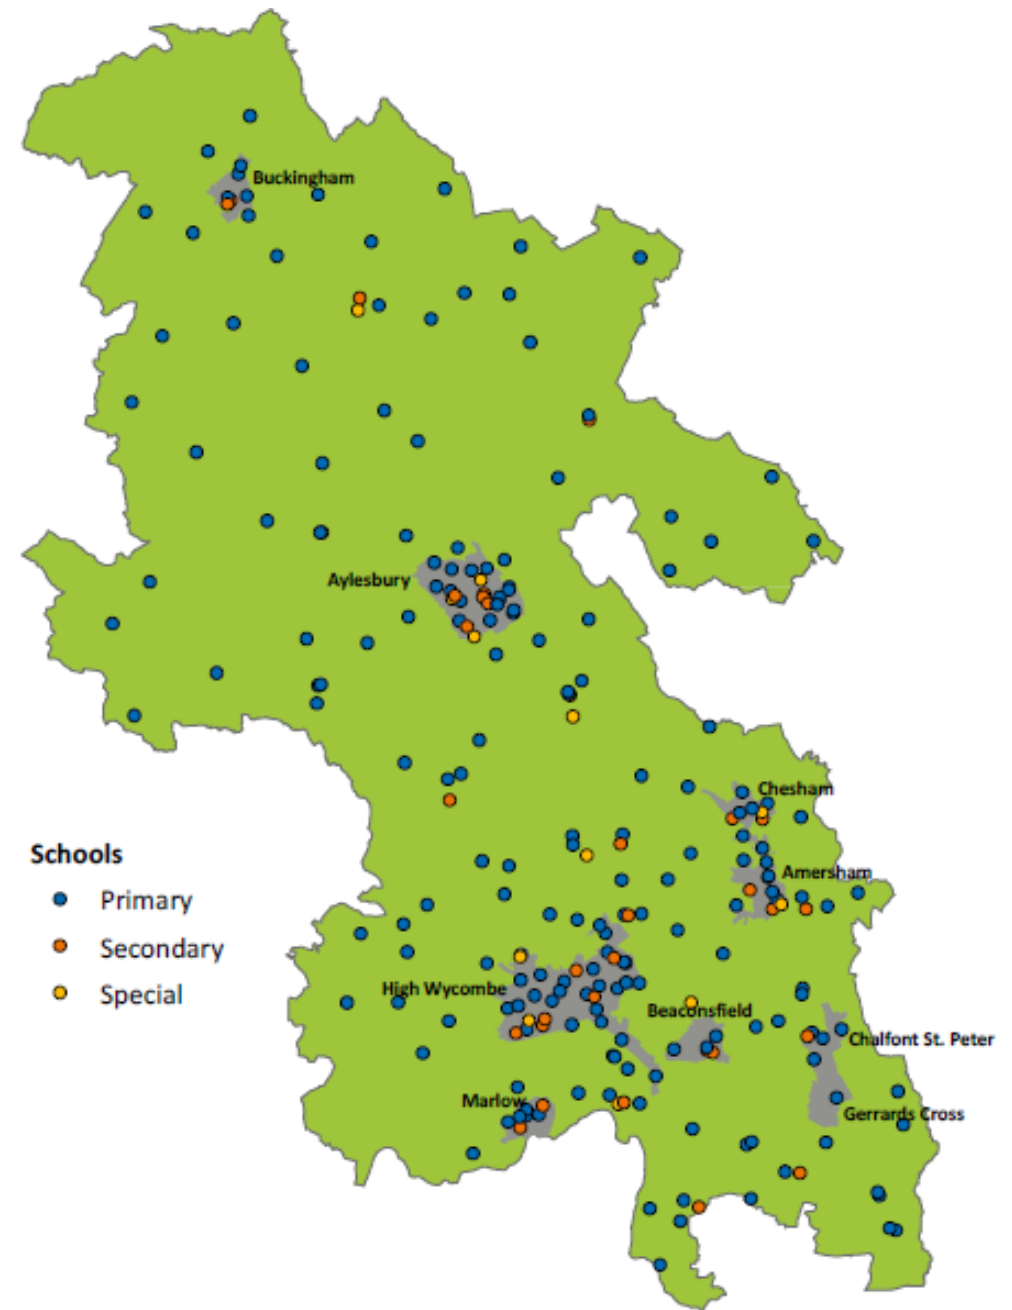 Buckingham
Aylesbury
Chesham
Schools
Primary
Amersham
Secondary
High Wycombe
Special
Beaconsfield
Chalfont St. Peter
Marlow
Gerrards Cross